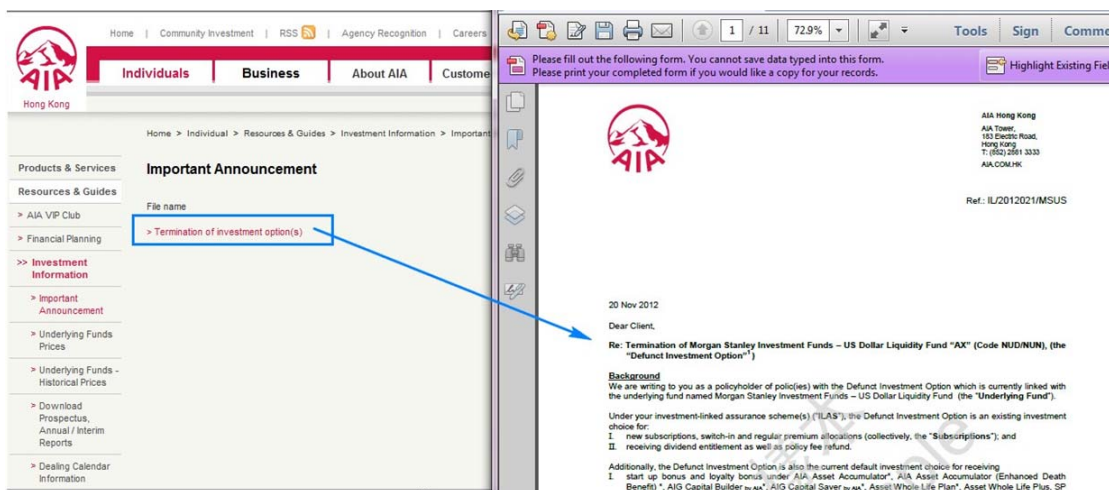 Home | Community Investment | RSS | Agency Recognition | Careers
AIA
Hong Kong
Individuals Business About AIA Custome
Home > Individual > Resources & Guides > Investment Information > Important
Products & Services
Resources & Guides
> AIA VIP Club
> Financial Planning
>> Investment
Information
> Important
Announcement
> Underlying Funds
Prices
> Underlying Funds -
Historical Prices
> Download
Prospectus,
Annual / Interim
Reports
> Dealing Calendar
Information
Important Announcement
File name
> Termination of investment option(s)
1 / 11 72.9% Tools Sign Comme
Please fill out the following form. You cannot save data typed into this form.
Please print your completed form if you would like a copy for your records.
Highlight Existing Fiel
AIA
AIA Hong Kong
AIA Tower,
183 Electric Road,
Hong Kong
T: (852) 2881 3333
AIA.COM.HK
Ref.: IL/2012021/MSUS
20 Nov 2012
Dear Client,
Re: Termination of Morgan Stanley Investment Funds – US Dollar Liquidity Fund “AX” (Code NUD/NUN), (the
“Defunct Investment Option”1)
Background
We are writing to you as a policyholder of polic(ies) with the Defunct Investment Option which is currently linked with
the underlying fund named Morgan Stanley Investment Funds – US Dollar Liquidity Fund (the “Underlying Fund”).
Under your investment-linked assurance scheme(s) (“ILAS”), the Defunct Investment Option is an existing investment
choice for:
I. new subscriptions, switch-in and regular premium allocations (collectively, the “Subscriptions”); and
II. receiving dividend entitlement as well as policy fee refund.
Additionally, the Defunct Investment Option is also the current default investment choice for receiving
I. start up bonus and loyalty bonus under AIA Asset Accumulator*, AIA Asset Accumulator (Enhanced Death
Benefit) *, AIG Capital Builder by AIA*, AIG Capital Saver by AIA*, Asset Whole Life Plan*, Asset Whole Life Plus, SP